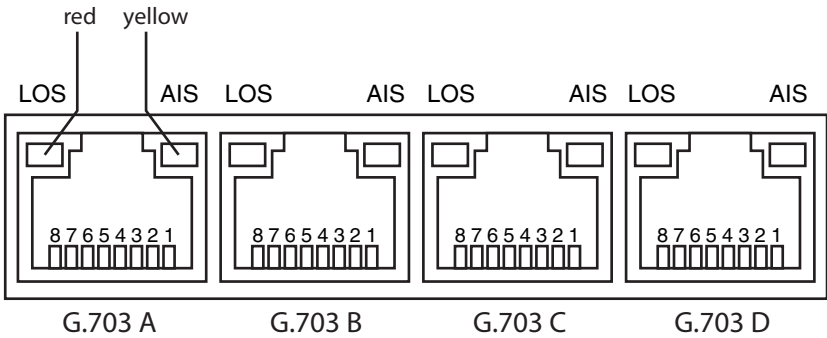 red yellow
LOS AIS LOS AIS LOS AIS LOS AIS
87654321 87654321 87654321 87654321
G.703 A G.703 B G.703 C G.703 D